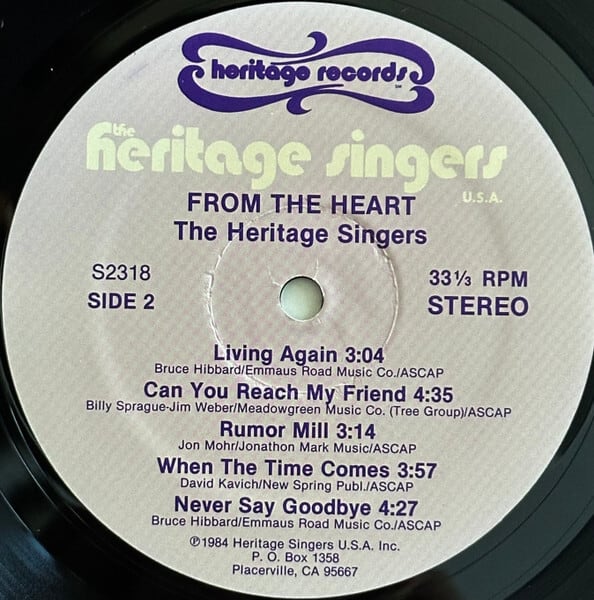 heritage records SM
the
heritage singers
U.S.A.
FROM THE HEART
The Heritage Singers
S2318
33 1/3 RPM
SIDE 2
STEREO
Living Again 3:04
Bruce Hibbard/Emmaus Road Music Co./ASCAP
Can You Reach My Friend 4:35
Billy Sprague-Jim Weber/Meadowgreen Music Co. (Tree Group)/ASCAP
Rumor Mill 3:14
Jon Mohr/Jonathon Mark Music/ASCAP
When The Time Comes 3:57
David Kavich/New Spring Publ./ASCAP
Never Say Goodbye 4:27
Bruce Hibbard/Emmaus Road Music Co./ASCAP
℗1984 Heritage Singers U.S.A. Inc.
P. O. Box 1358
Placerville, CA 95667